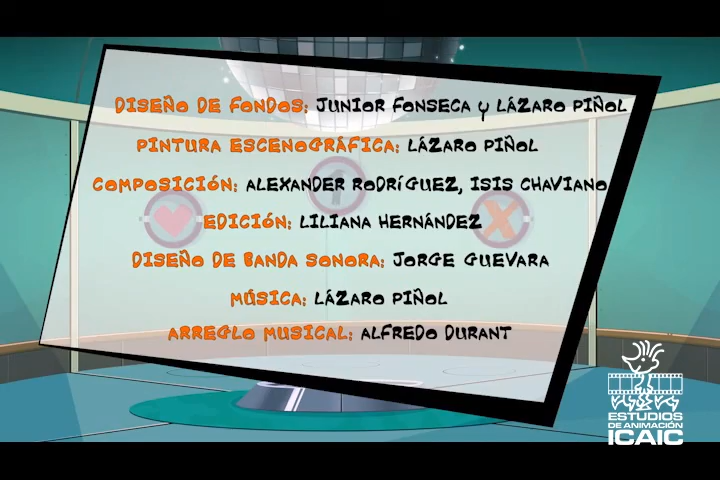 DISEÑO DE FONDOS: JUNIOR FONSECA Y LÁZARO PIÑOL
PINTURA ESCENOGRÁFICA: LÁZARO PIÑOL
COMPOSICIÓN: ALEXANDER RODRÍGUEZ, ISIS CHAVIANO
EDICIÓN: LILIANA HERNÁNDEZ
DISEÑO DE BANDA SONORA: JORGE GUEVARA
MÚSICA: LÁZARO PIÑOL
ARREGLO MUSICAL: ALFREDO DURANT
1
ESTUDIOS
DE ANIMACIÓN
ICAIC